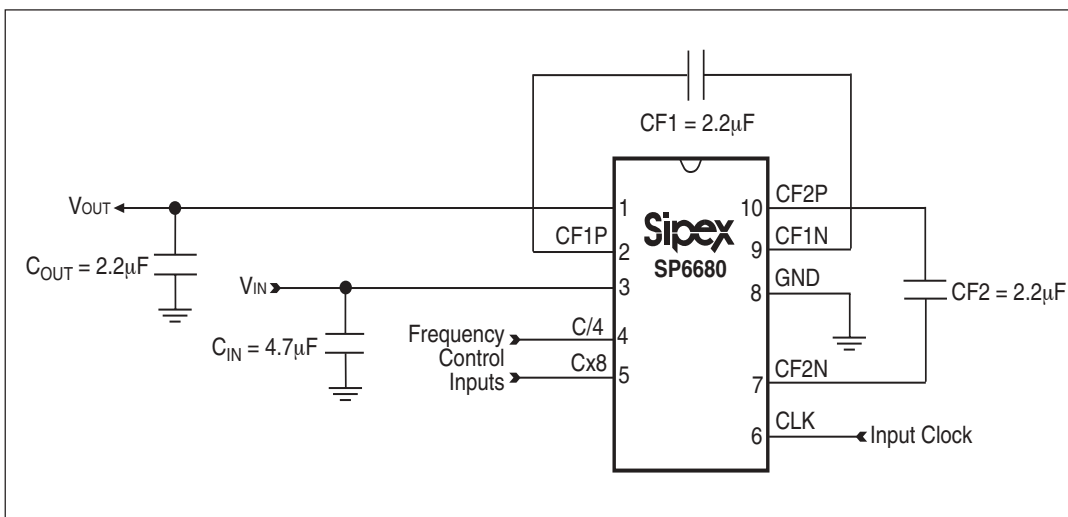 CF1 = 2.2µF
VOUT
1
10
CF2P
CF1P
2
Sipex
SP6680
9
CF1N
COUT = 2.2µF
VIN
3
8
GND
CF2 = 2.2µF
CIN = 4.7µF
Frequency
Control
Inputs
C/4
4
Cx8
5
7
CF2N
6
CLK
Input Clock